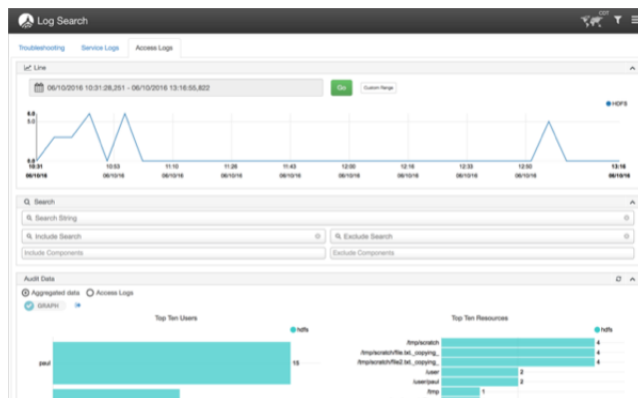 Log Search
CDT
Troubleshooting Service Logs Access Logs
Line
06/10/2016 10:31:28,251 - 06/10/2016 13:16:55,822 Go Custom Range
HDFS
5.0
10:31 10:53 11:10 11:26 11:43 12:00 12:16 12:33 12:50 13:16
06/10/16 06/10/16 06/10/16 06/10/16 06/10/16 06/10/16 06/10/16 06/10/16 06/10/16 06/10/16
Search
Search String
Include Search Exclude Search
Include Components Exclude Components
Audit Data
Aggregated data Access Logs
GRAPH
Top Ten Users Top Ten Resources
hdfs hdfs
/tmp/scratch 4
/tmp/scratch/file.txt._copying_ 4
paul 15 /tmp/scratch/file2.txt._copying_ 4
/user 2
/user/paul 2
/tmp 1